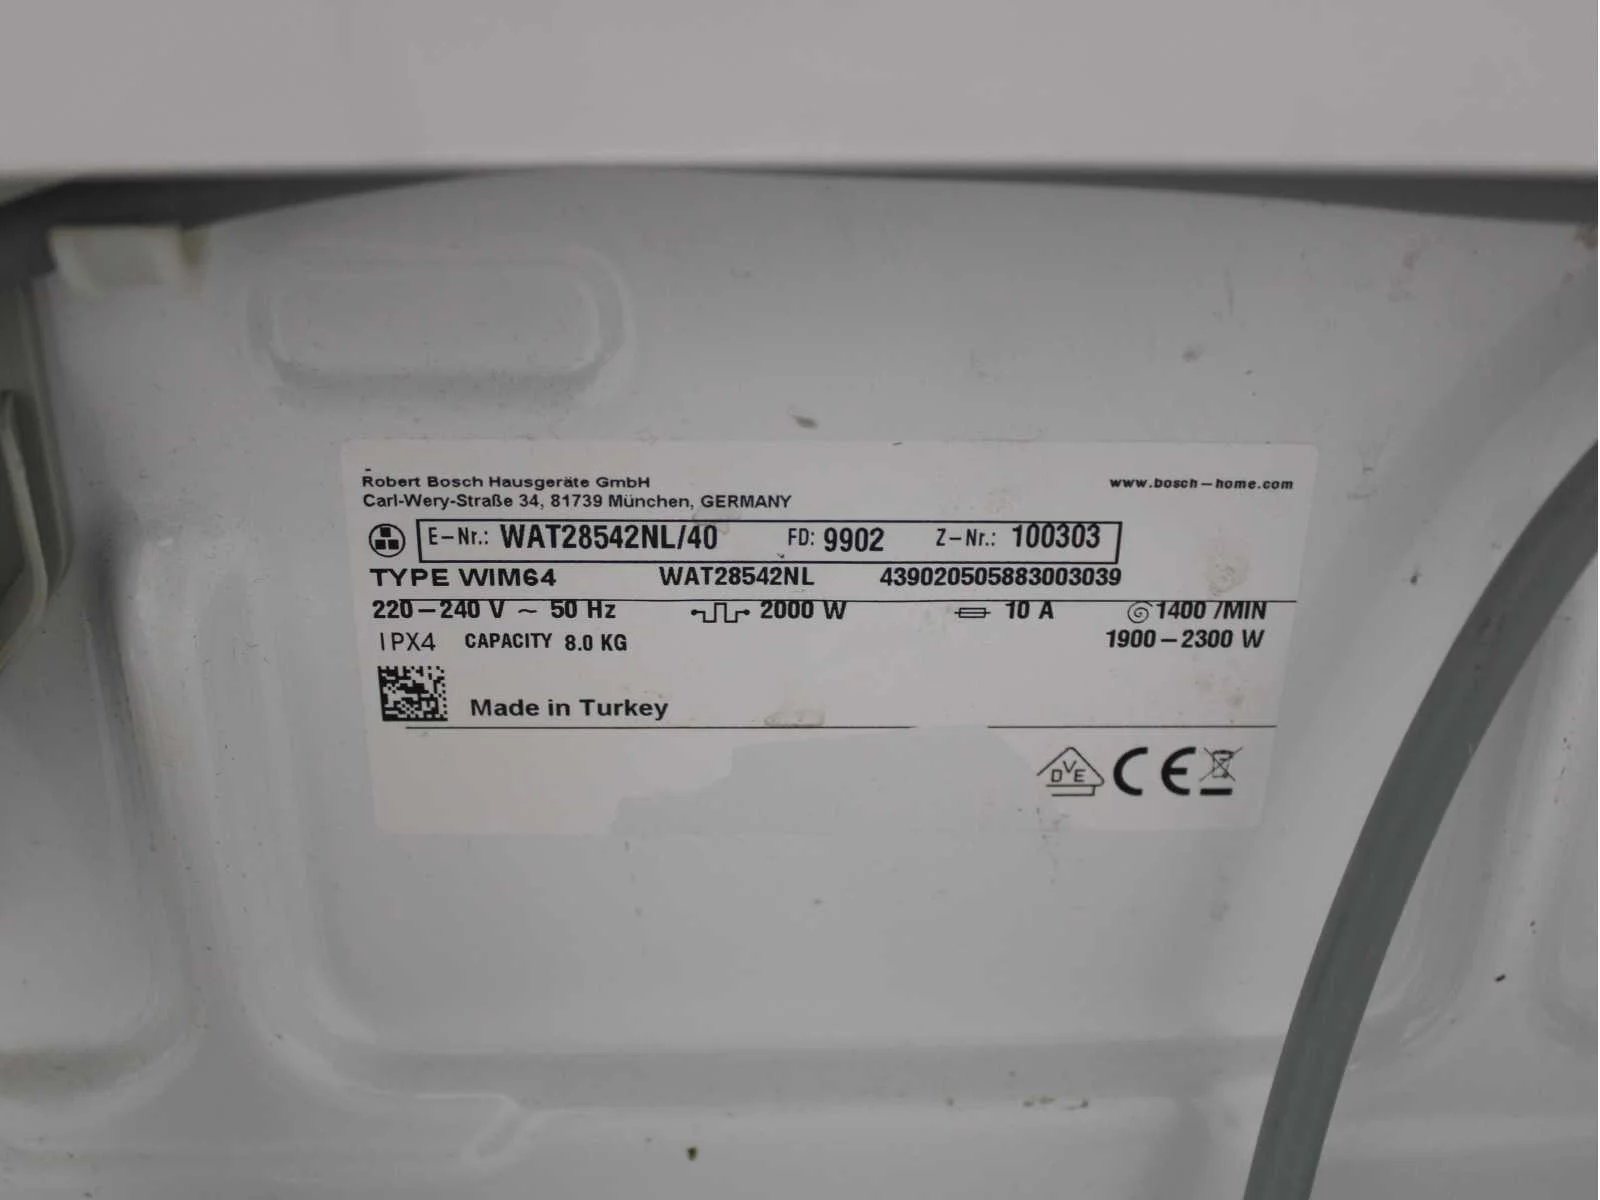 Robert Bosch Hausgeräte GmbH www.bosch-home.com
Carl-Wery-Straße 34, 81739 München, GERMANY
E-Nr.: WAT28542NL/40 FD: 9902 Z-Nr.: 100303
TYPE WIM64 WAT28542NL 439020505883003039
220-240 V ~ 50 Hz 2000 W 10 A 1400 /MIN
IPX4 CAPACITY 8.0 KG 1900-2300 W
Made in Turkey
DVE CE